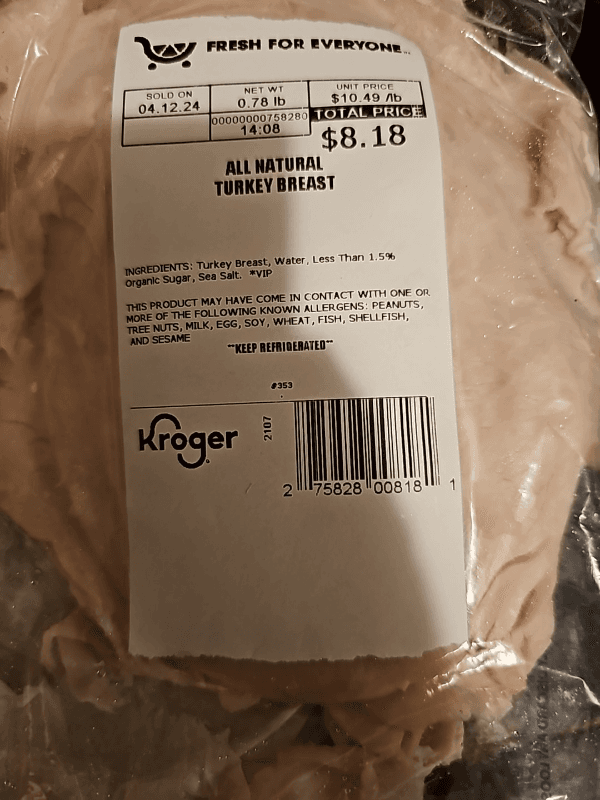 FRESH FOR EVERYONE™
SOLD ON
04.12.24
NET WT
0.78 lb
UNIT PRICE
$10.49 /lb
00000000758280
14:08
TOTAL PRICE
$8.18
ALL NATURAL
TURKEY BREAST
INGREDIENTS: Turkey Breast, Water, Less Than 1.5%
Organic Sugar, Sea Salt. *VIP
THIS PRODUCT MAY HAVE COME IN CONTACT WITH ONE OR
MORE OF THE FOLLOWING KNOWN ALLERGENS: PEANUTS,
TREE NUTS, MILK, EGG, SOY, WHEAT, FISH, SHELLFISH,
AND SESAME
**KEEP REFRIGERATED**
#353
Kroger
2107
2 75828 00818 1